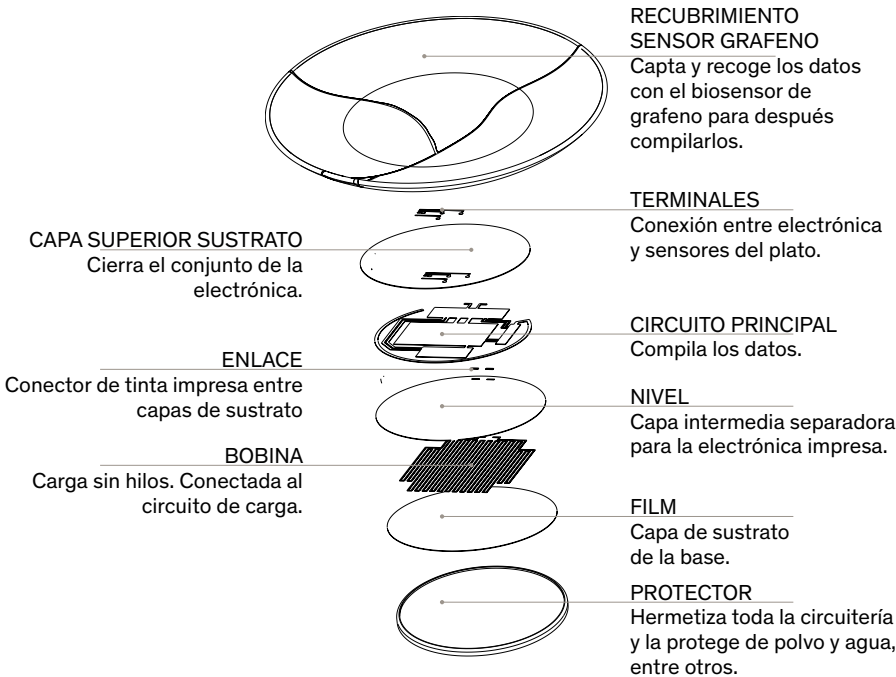 RECUBRIMIENTO
SENSOR GRAFENO
Capta y recoge los datos
con el biosensor de
grafeno para después
compilarlos.
TERMINALES
Conexión entre electrónica
y sensores del plato.
CAPA SUPERIOR SUSTRATO
Cierra el conjunto de la
electrónica.
CIRCUITO PRINCIPAL
Compila los datos.
ENLACE
Conector de tinta impresa entre
capas de sustrato
NIVEL
Capa intermedia separadora
para la electrónica impresa.
BOBINA
Carga sin hilos. Conectada al
circuito de carga.
FILM
Capa de sustrato
de la base.
PROTECTOR
Hermetiza toda la circuitería
y la protege de polvo y agua,
entre otros.